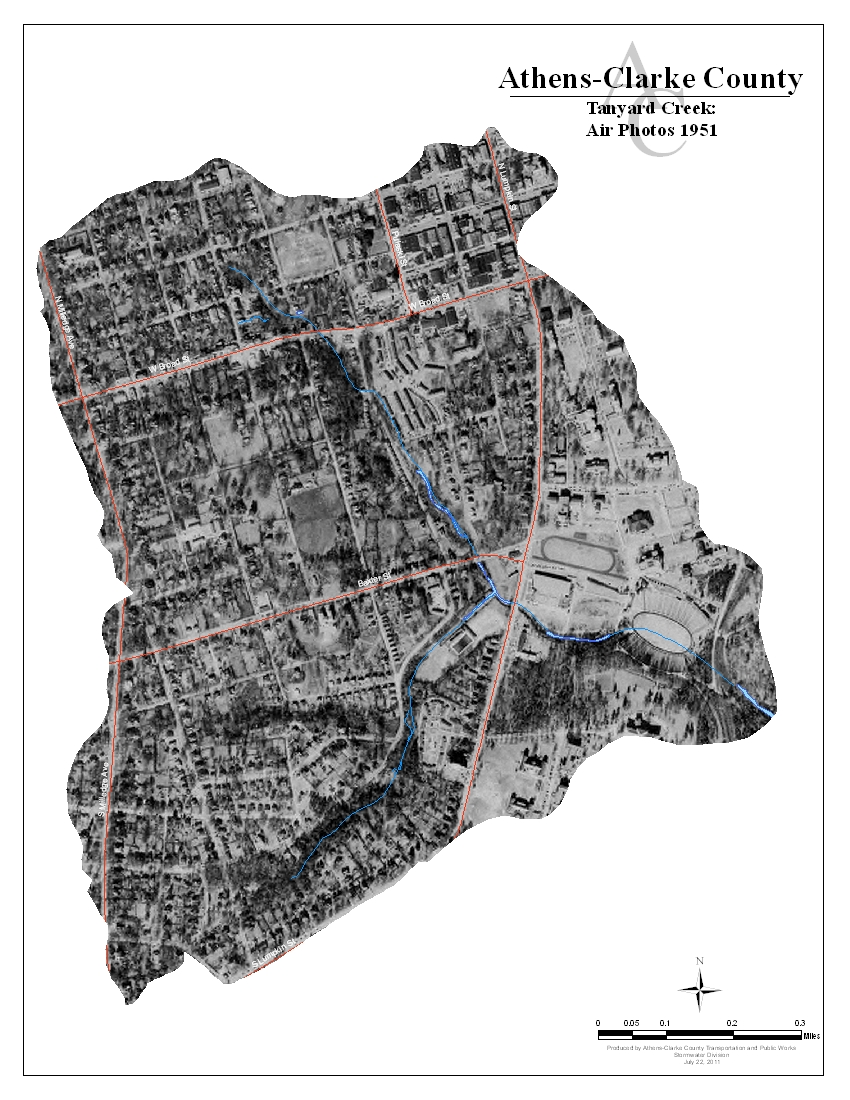 Athens-Clarke County
AC
Tanyard Creek:
Air Photos 1951
N Lumpkin St
Pulaski St
W Broad St
N Milledge Ave
W Broad St
Baxter St
S Milledge Ave
S Lumpkin St
N
0 0.05 0.1 0.2 0.3
Miles
Produced by Athens-Clarke County Transportation and Public Works
Stormwater Division
July 22, 2011